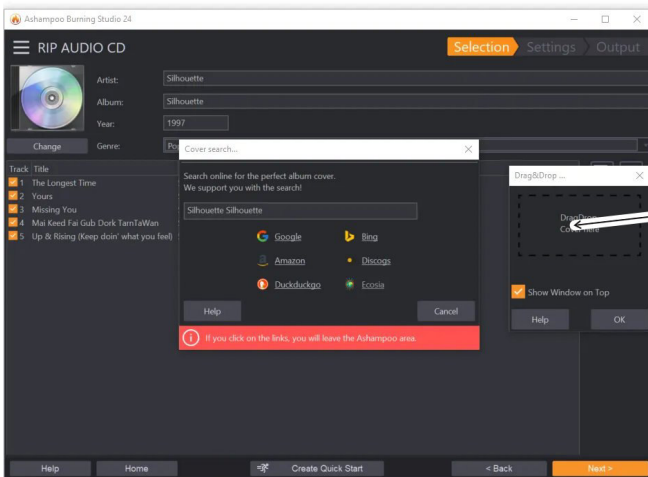 Ashampoo Burning Studio 24
RIP AUDIO CD
Selection
Settings
Output
Artist:
Silhouette
Album:
Silhouette
Year:
1997
Change
Genre:
Cover search...
Search online for the perfect album cover.
We support you with the search!
Silhouette Silhouette
Google
Bing
Amazon
Discogs
Duckduckgo
Ecosia
Help
Cancel
If you click on the links, you will leave the Ashampoo area.
Track Title
1 The Longest Time
2 Yours
3 Missing You
4 Mai Keed Fai Gub Dork TarnTaWan
5 Up & Rising (Keep doin' what you feel)
Drag&Drop ...
DragDrop
Cover here
Show Window on Top
Help
OK
Help
Home
Create Quick Start
< Back
Next >